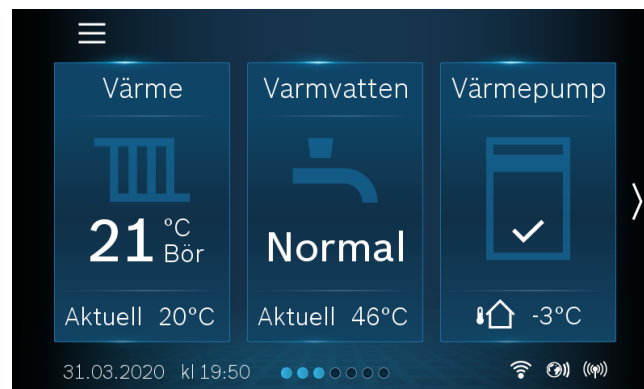 Värme
21 °C
Bör
Aktuell 20°C
Varmvatten
Normal
Aktuell 46°C
Värmepump
-3°C
31.03.2020 kl 19:50